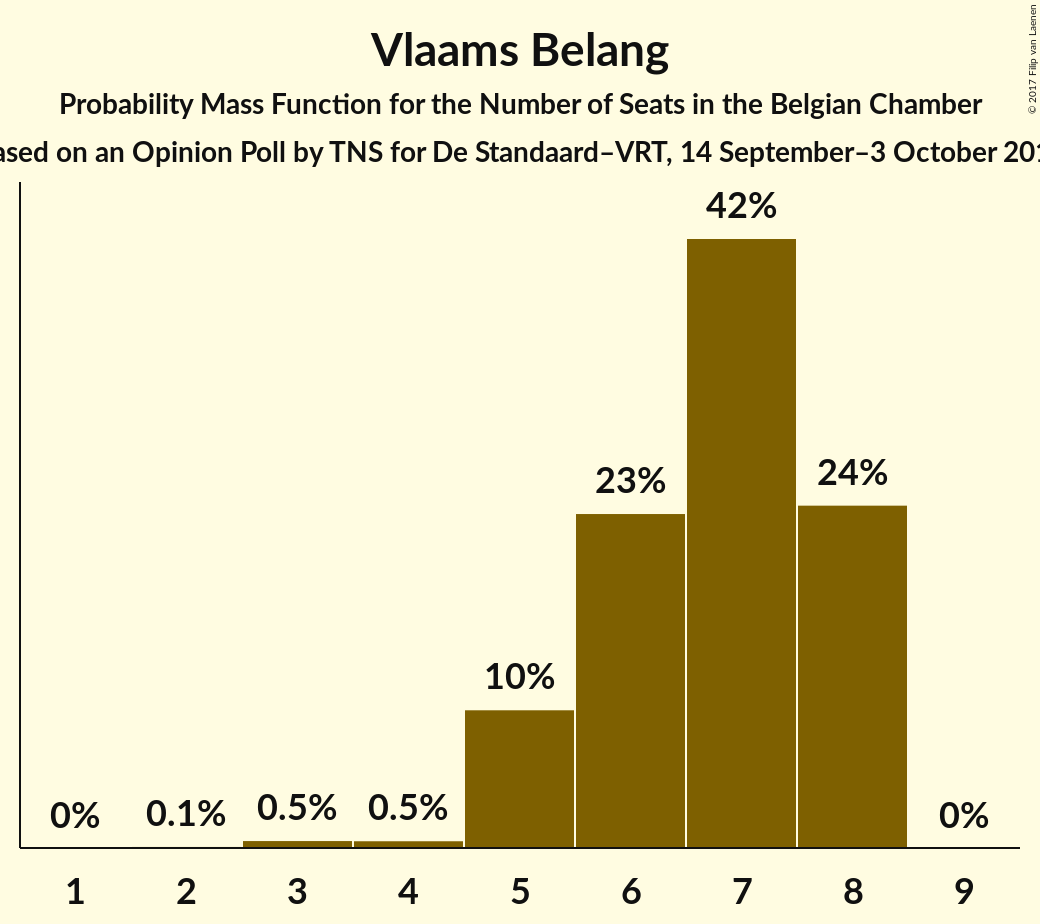 Vlaams Belang
Probability Mass Function for the Number of Seats in the Belgian Chamber
on an Opinion Poll by TNS for De Standaard–VRT, 14 September–3 October
© 2017 Filip van Laenen
42%
24%
23%
10%
0% 0.1% 0.5% 0.5% 0%
1 2 3 4 5 6 7 8 9